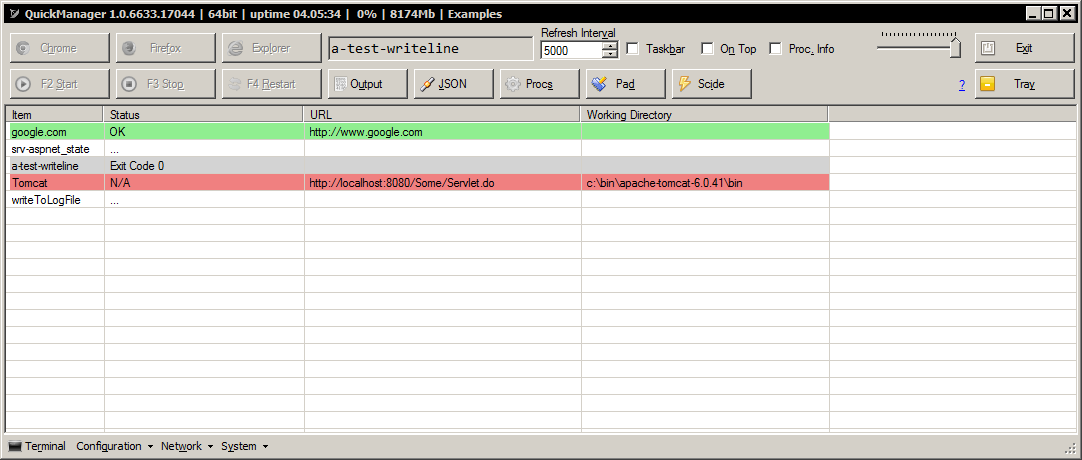 QuickManager 1.0.6633.17044 | 64bit | uptime 04.05:34 | 0% | 8174Mb | Examples
Chrome Firefox Explorer a-test-writeline Refresh Interval 5000 Taskbar On Top Proc. Info Exit
F2 Start F3 Stop F4 Restart Output JSON Procs Pad Scide ? Tray
Item Status URL Working Directory
google.com OK http://www.google.com
srv-aspnet_state ...
a-test-writeline Exit Code 0
Tomcat N/A http://localhost:8080/Some/Servlet.do c:\bin\apache-tomcat-6.0.41\bin
writeToLogFile ...
Terminal Configuration Network System